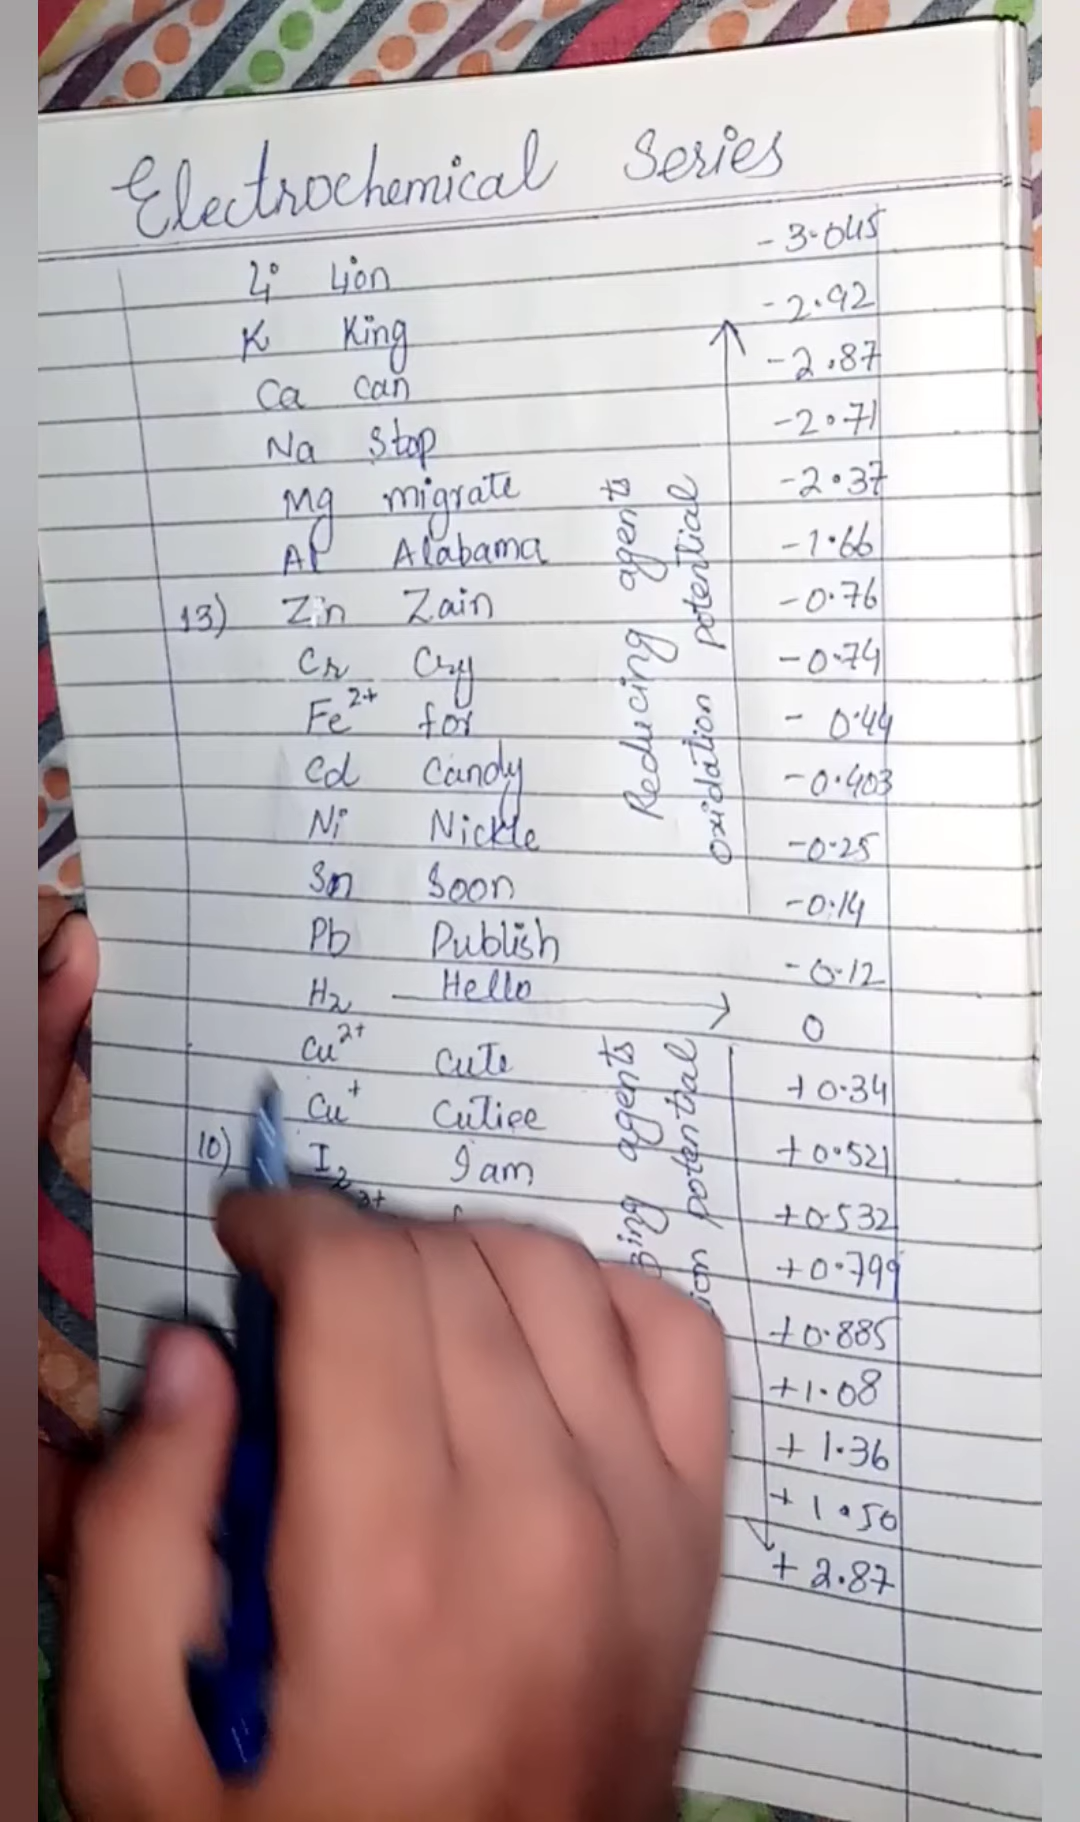 Electrochemical Series
Li Lion -3.045
K King -2.92
Ca Can -2.87
Na Stop -2.71
Mg migrate -2.37
Al Alabama -1.66
13) Zn Zain -0.76
Cr Cry -0.74
Fe²⁺ for -0.44
Cd Candy -0.403
Ni Nickle -0.25
Sn Soon -0.14
Pb Publish -0.12
H₂ Hello 0
Cu²⁺ Cute +0.34
Cu⁺ Cutiee +0.521
10) I₂ I am +0.532
+0.799
+0.885
+1.08
+1.36
+1.50
+2.87
Reducing agents
Oxidation potential
agents
potential